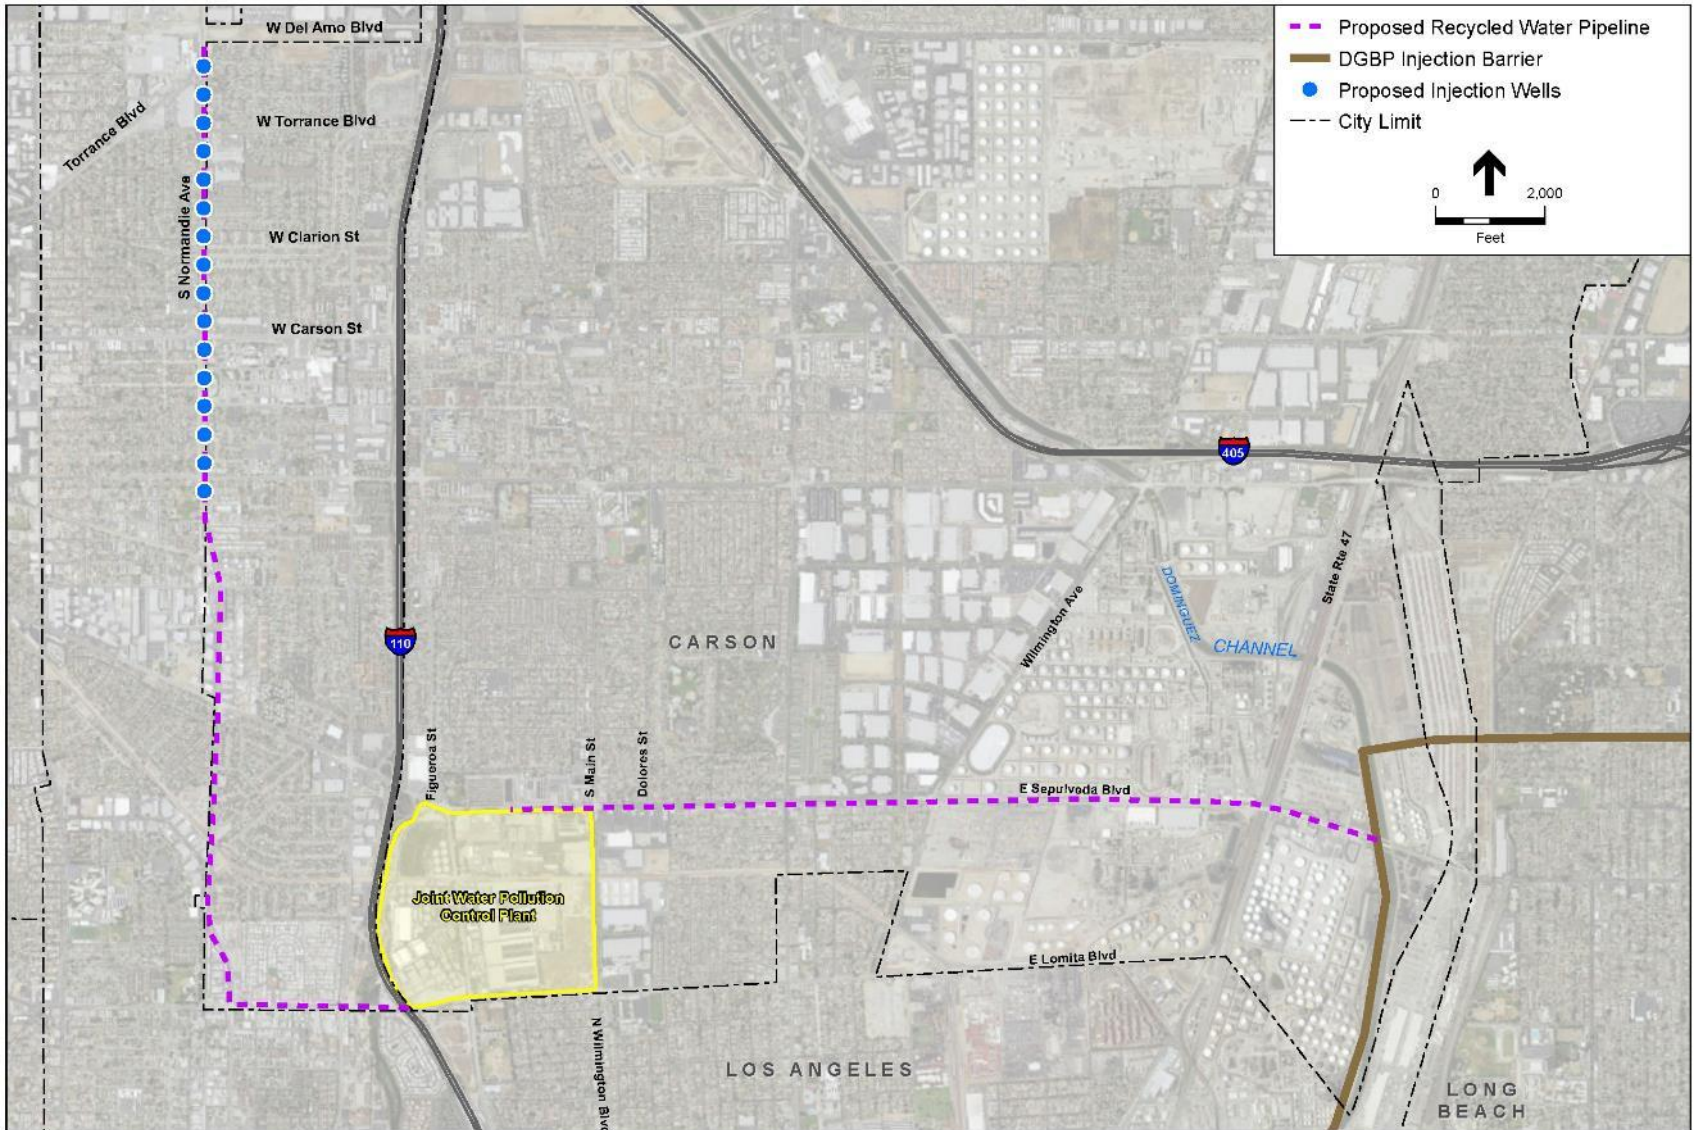 W Del Amo Blvd
Proposed Recycled Water Pipeline
DGBP Injection Barrier
Proposed Injection Wells
City Limit
0 2,000
Feet
Torrance Blvd
W Torrance Blvd
S Normandie Ave
W Clarion St
W Carson St
405
State Rte 47
DOMINGUEZ
CHANNEL
Wilmington Ave
CARSON
110
Figueroa St
S Main St
Dolores St
E Sepulveda Blvd
Joint Water Pollution
Control Plant
E Lomita Blvd
N Wilmington Blvd
LOS ANGELES
LONG
BEACH